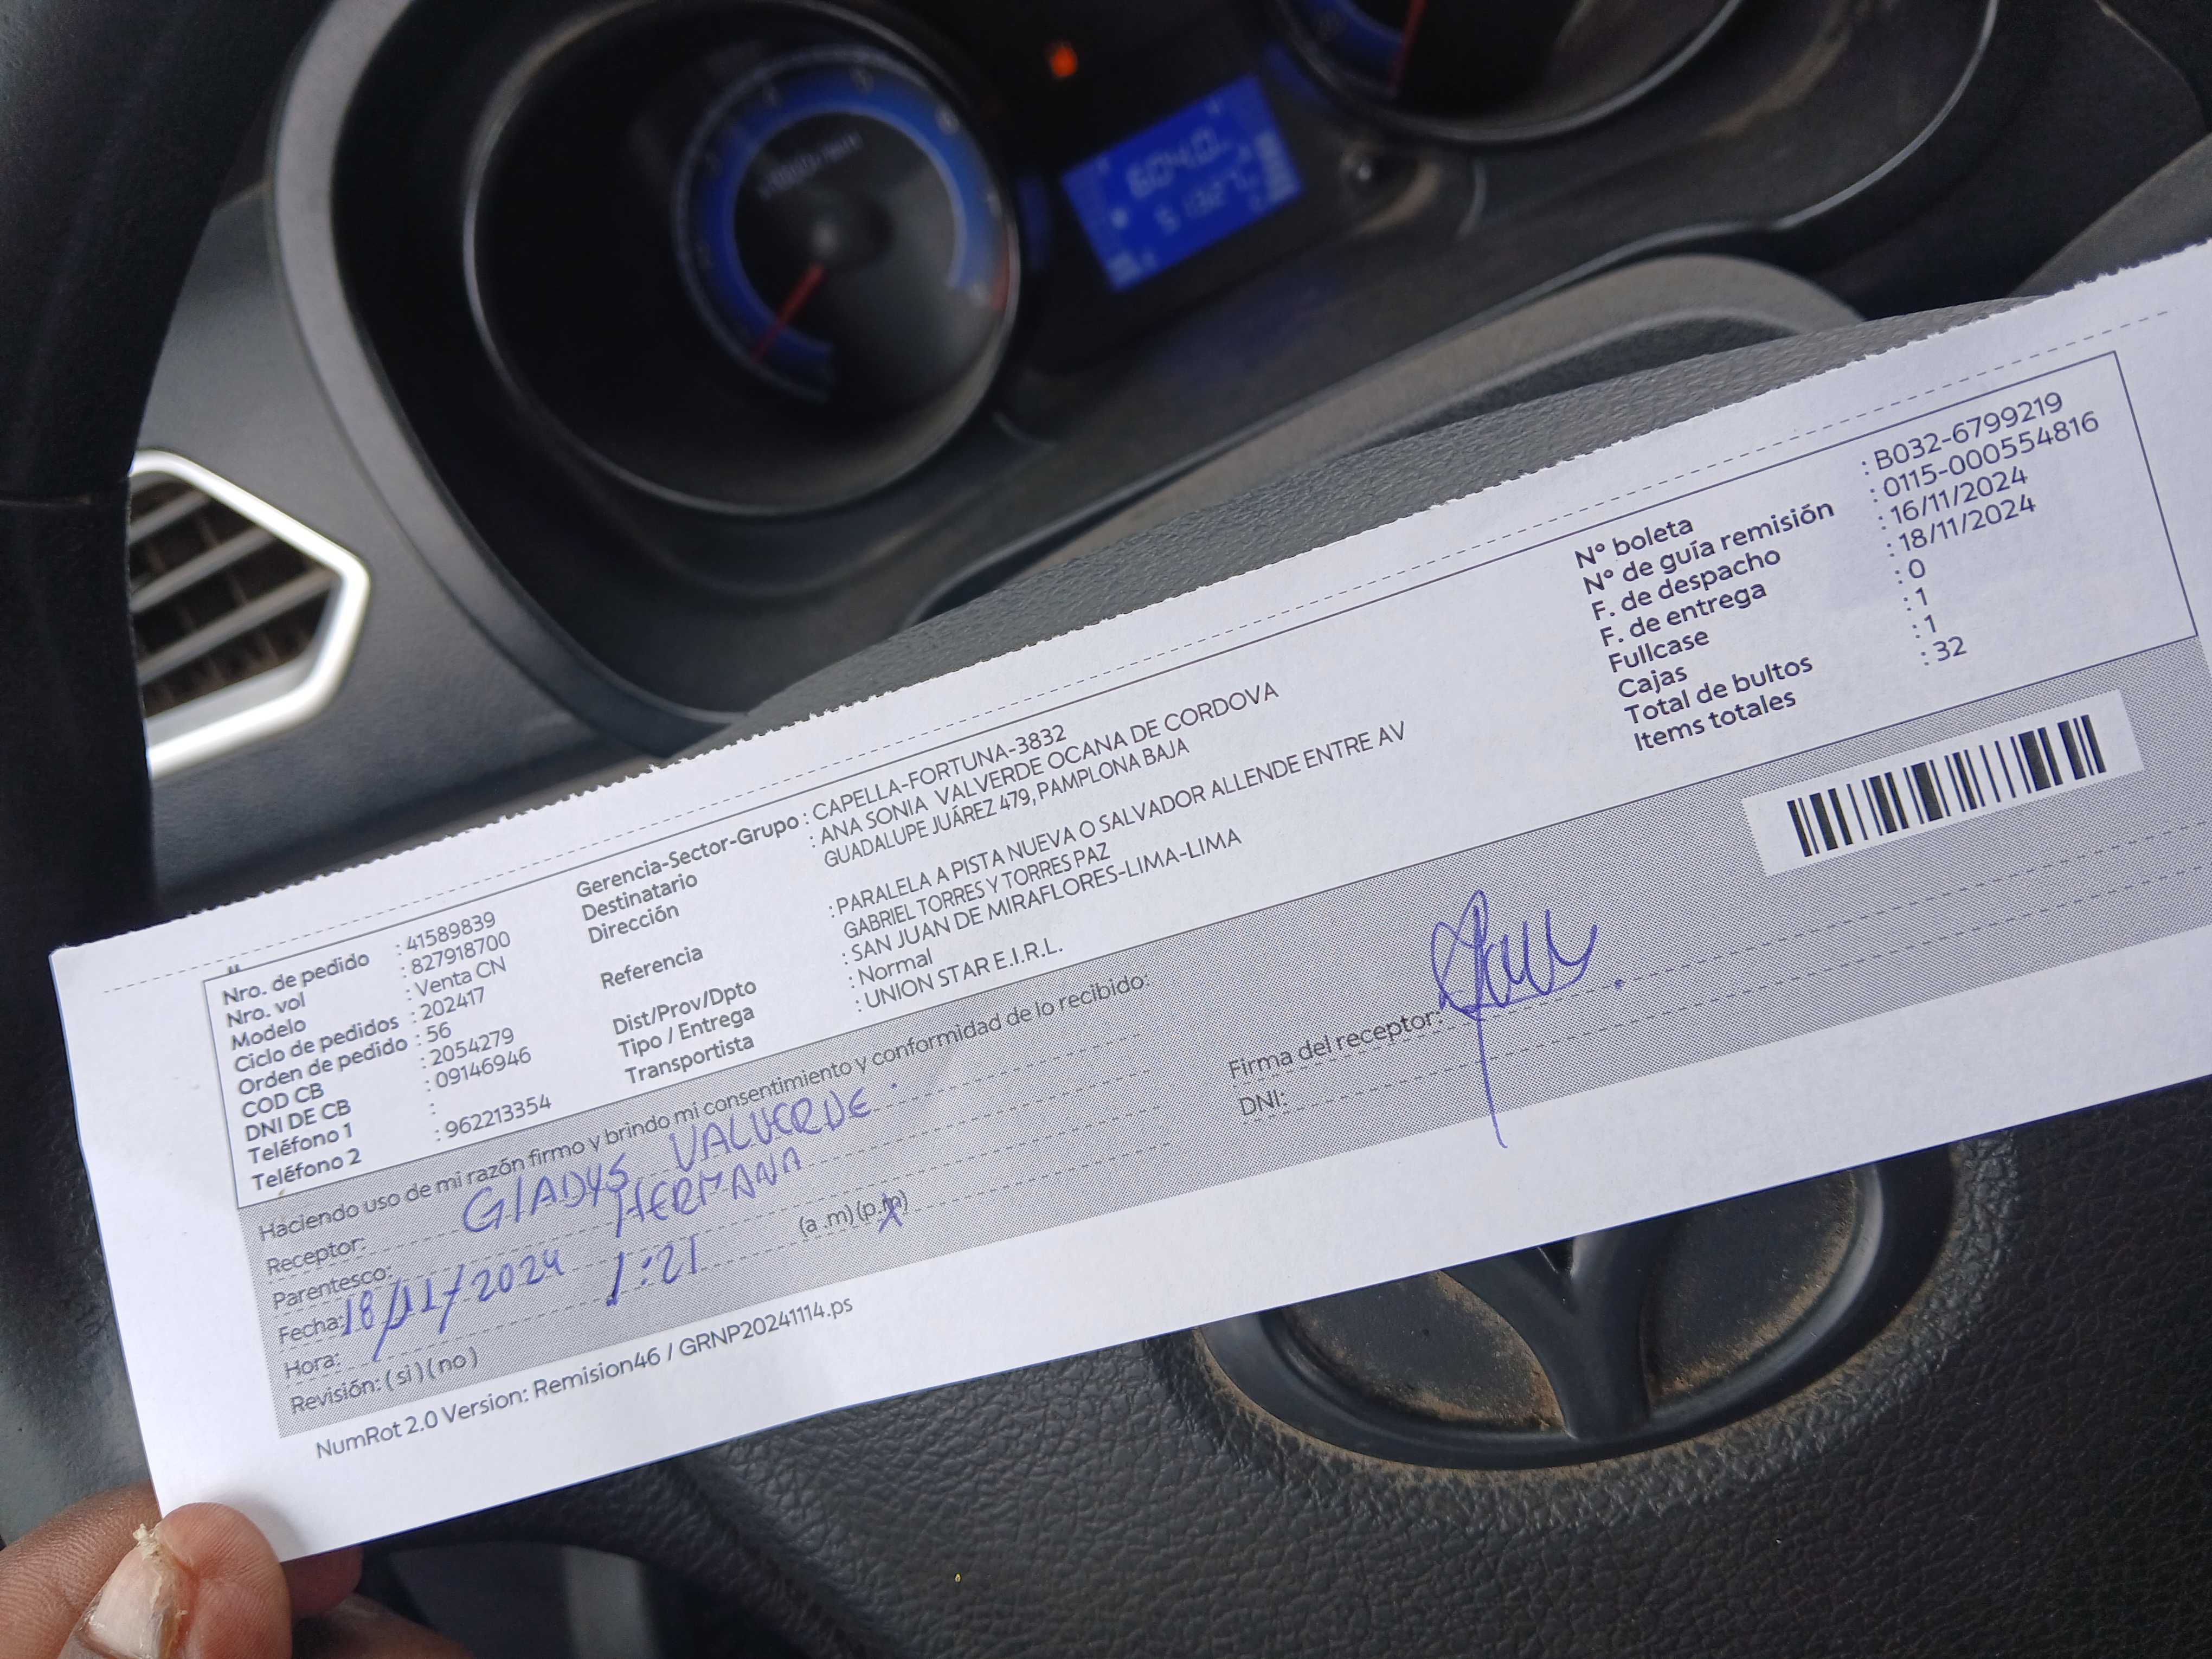 Nro. de pedido : 41589839
Nro. vol : 827918700
Modelo : Venta CN
Ciclo de pedidos : 202417
Orden de pedido : 56
COD CB : 2054279
DNI DE CB : 09146946
Teléfono 1 :
Teléfono 2 : 962213354
Gerencia-Sector-Grupo : CAPELLA-FORTUNA-3832
Destinatario : ANA SONIA VALVERDE OCANA DE CORDOVA
Dirección GUADALUPE JUÁREZ 479, PAMPLONA BAJA
Referencia : PARALELA A PISTA NUEVA O SALVADOR ALLENDE ENTRE AV
GABRIEL TORRES Y TORRES PAZ
Dist/Prov/Dpto : SAN JUAN DE MIRAFLORES-LIMA-LIMA
Tipo / Entrega : Normal
Transportista : UNION STAR E.I.R.L.
N° boleta : B032-6799219
N° de guía remisión : 0115-000554816
F. de despacho : 16/11/2024
F. de entrega : 18/11/2024
Fullcase : 0
Cajas : 1
Total de bultos : 1
Items totales : 32
Haciendo uso de mi razón firmo y brindo mi consentimiento y conformidad de lo recibido:
Receptor: GLADYS VALVERDE.
Parentesco: HERMANA
Fecha: 18/11/2024
Hora: 1:21 (a.m) (p.m)
Revisión: (si) (no)
Firma del receptor:
DNI:
NumRot 2.0 Version: Remision46 / GRNP20241114.ps